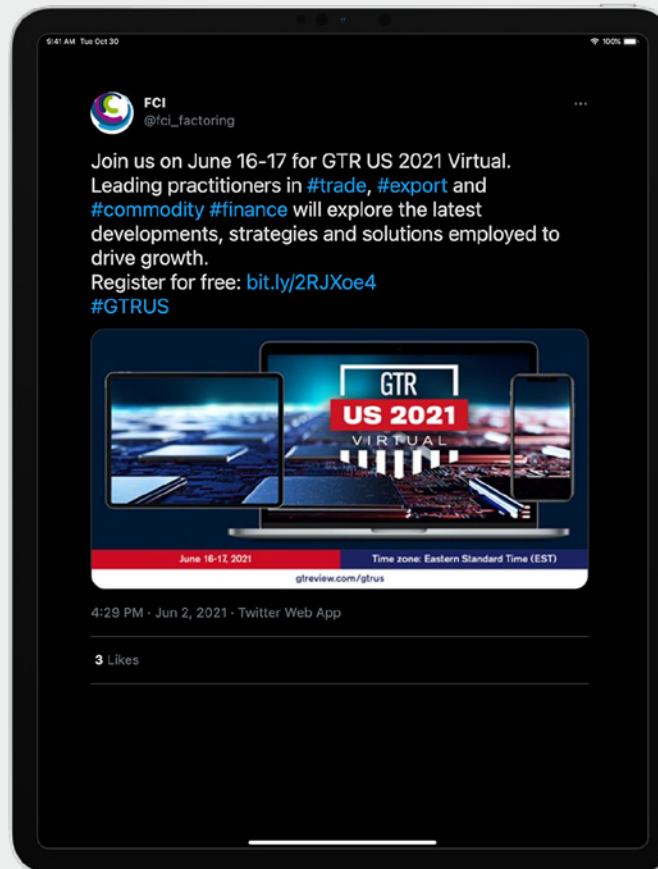 9:41 AM Tue Oct 30
100%
FCI
@fci_factoring
Join us on June 16-17 for GTR US 2021 Virtual.
Leading practitioners in #trade, #export and
#commodity #finance will explore the latest
developments, strategies and solutions employed to
drive growth.
Register for free: bit.ly/2RJXoe4
#GTRUS
GTR
US 2021
VIRTUAL
June 16-17, 2021
Time zone: Eastern Standard Time (EST)
gtreview.com/gtrus
4:29 PM · Jun 2, 2021 · Twitter Web App
3 Likes